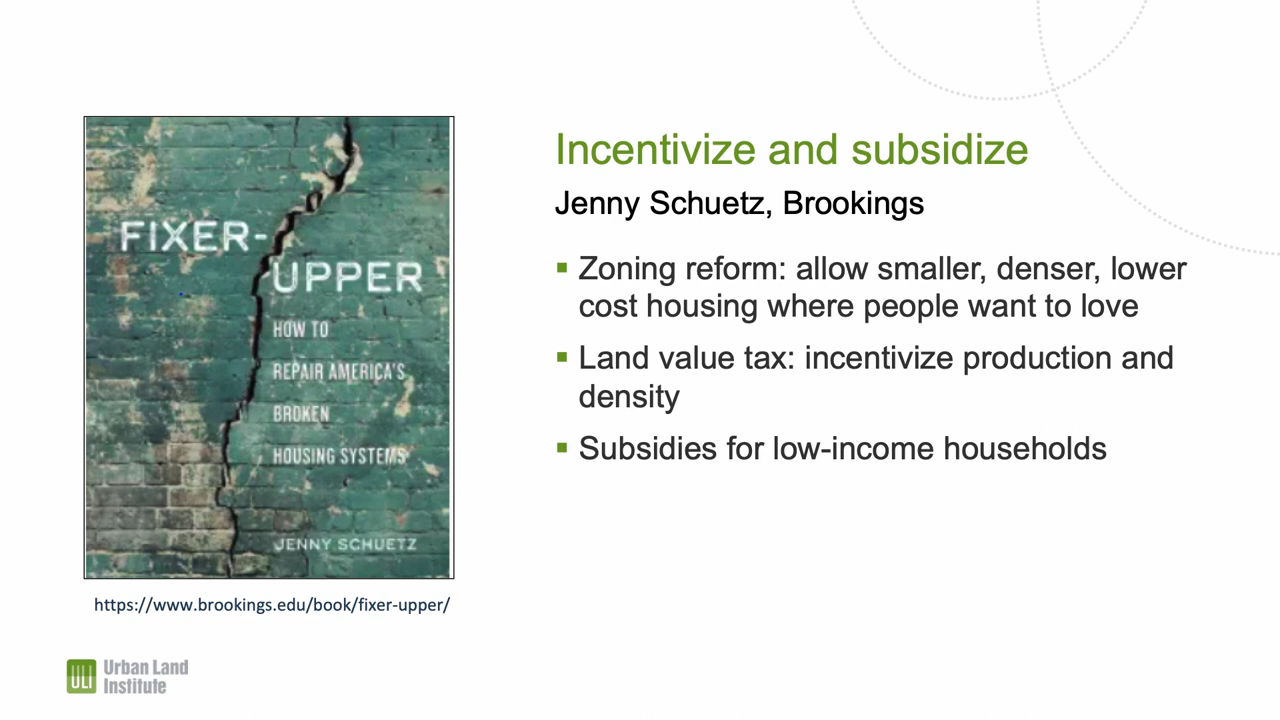 FIXER-
UPPER
HOW TO
REPAIR AMERICA'S
BROKEN
HOUSING SYSTEMS
JENNY SCHUETZ
https://www.brookings.edu/book/fixer-upper/
Incentivize and subsidize
Jenny Schuetz, Brookings
▪ Zoning reform: allow smaller, denser, lower
cost housing where people want to love
▪ Land value tax: incentivize production and
density
▪ Subsidies for low-income households
ULI
Urban Land
Institute